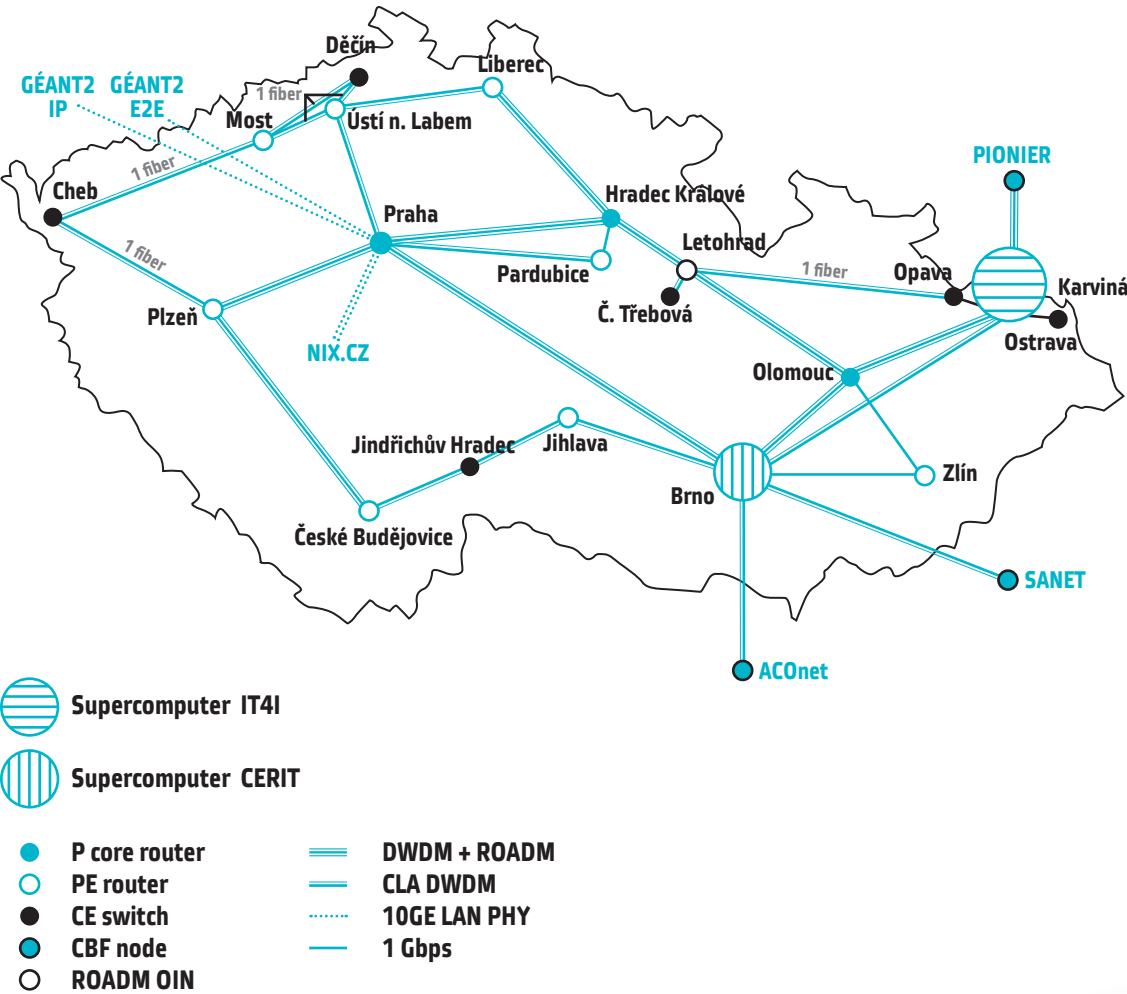 Děčín
Liberec
GÉANT2
IP
GÉANT2
E2E
1 fiber
Most
Ústí n. Labem
1 fiber
PIONIER
Cheb
Praha
Hradec Králové
Letohrad
1 fiber
1 fiber
Pardubice
Opava
Karviná
Plzeň
Č. Třebová
Ostrava
NIX.CZ
Olomouc
Jindřichův Hradec
Jihlava
Zlín
Brno
České Budějovice
SANET
ACOnet
Supercomputer IT4I
Supercomputer CERIT
P core router
DWDM + ROADM
PE router
CLA DWDM
CE switch
10GE LAN PHY
CBF node
1 Gbps
ROADM OIN